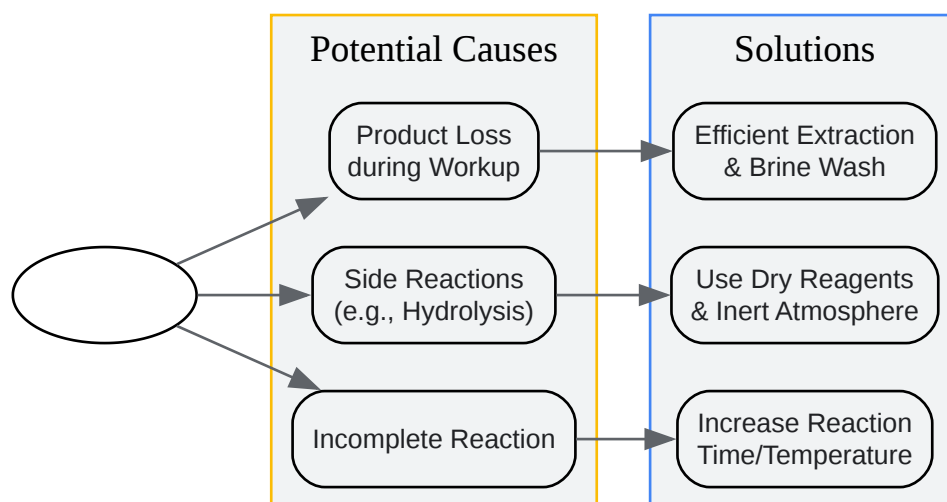 Potential Causes
Solutions
Product Loss
during Workup
Efficient Extraction
& Brine Wash
Side Reactions
(e.g., Hydrolysis)
Use Dry Reagents
& Inert Atmosphere
Incomplete Reaction
Increase Reaction
Time/Temperature